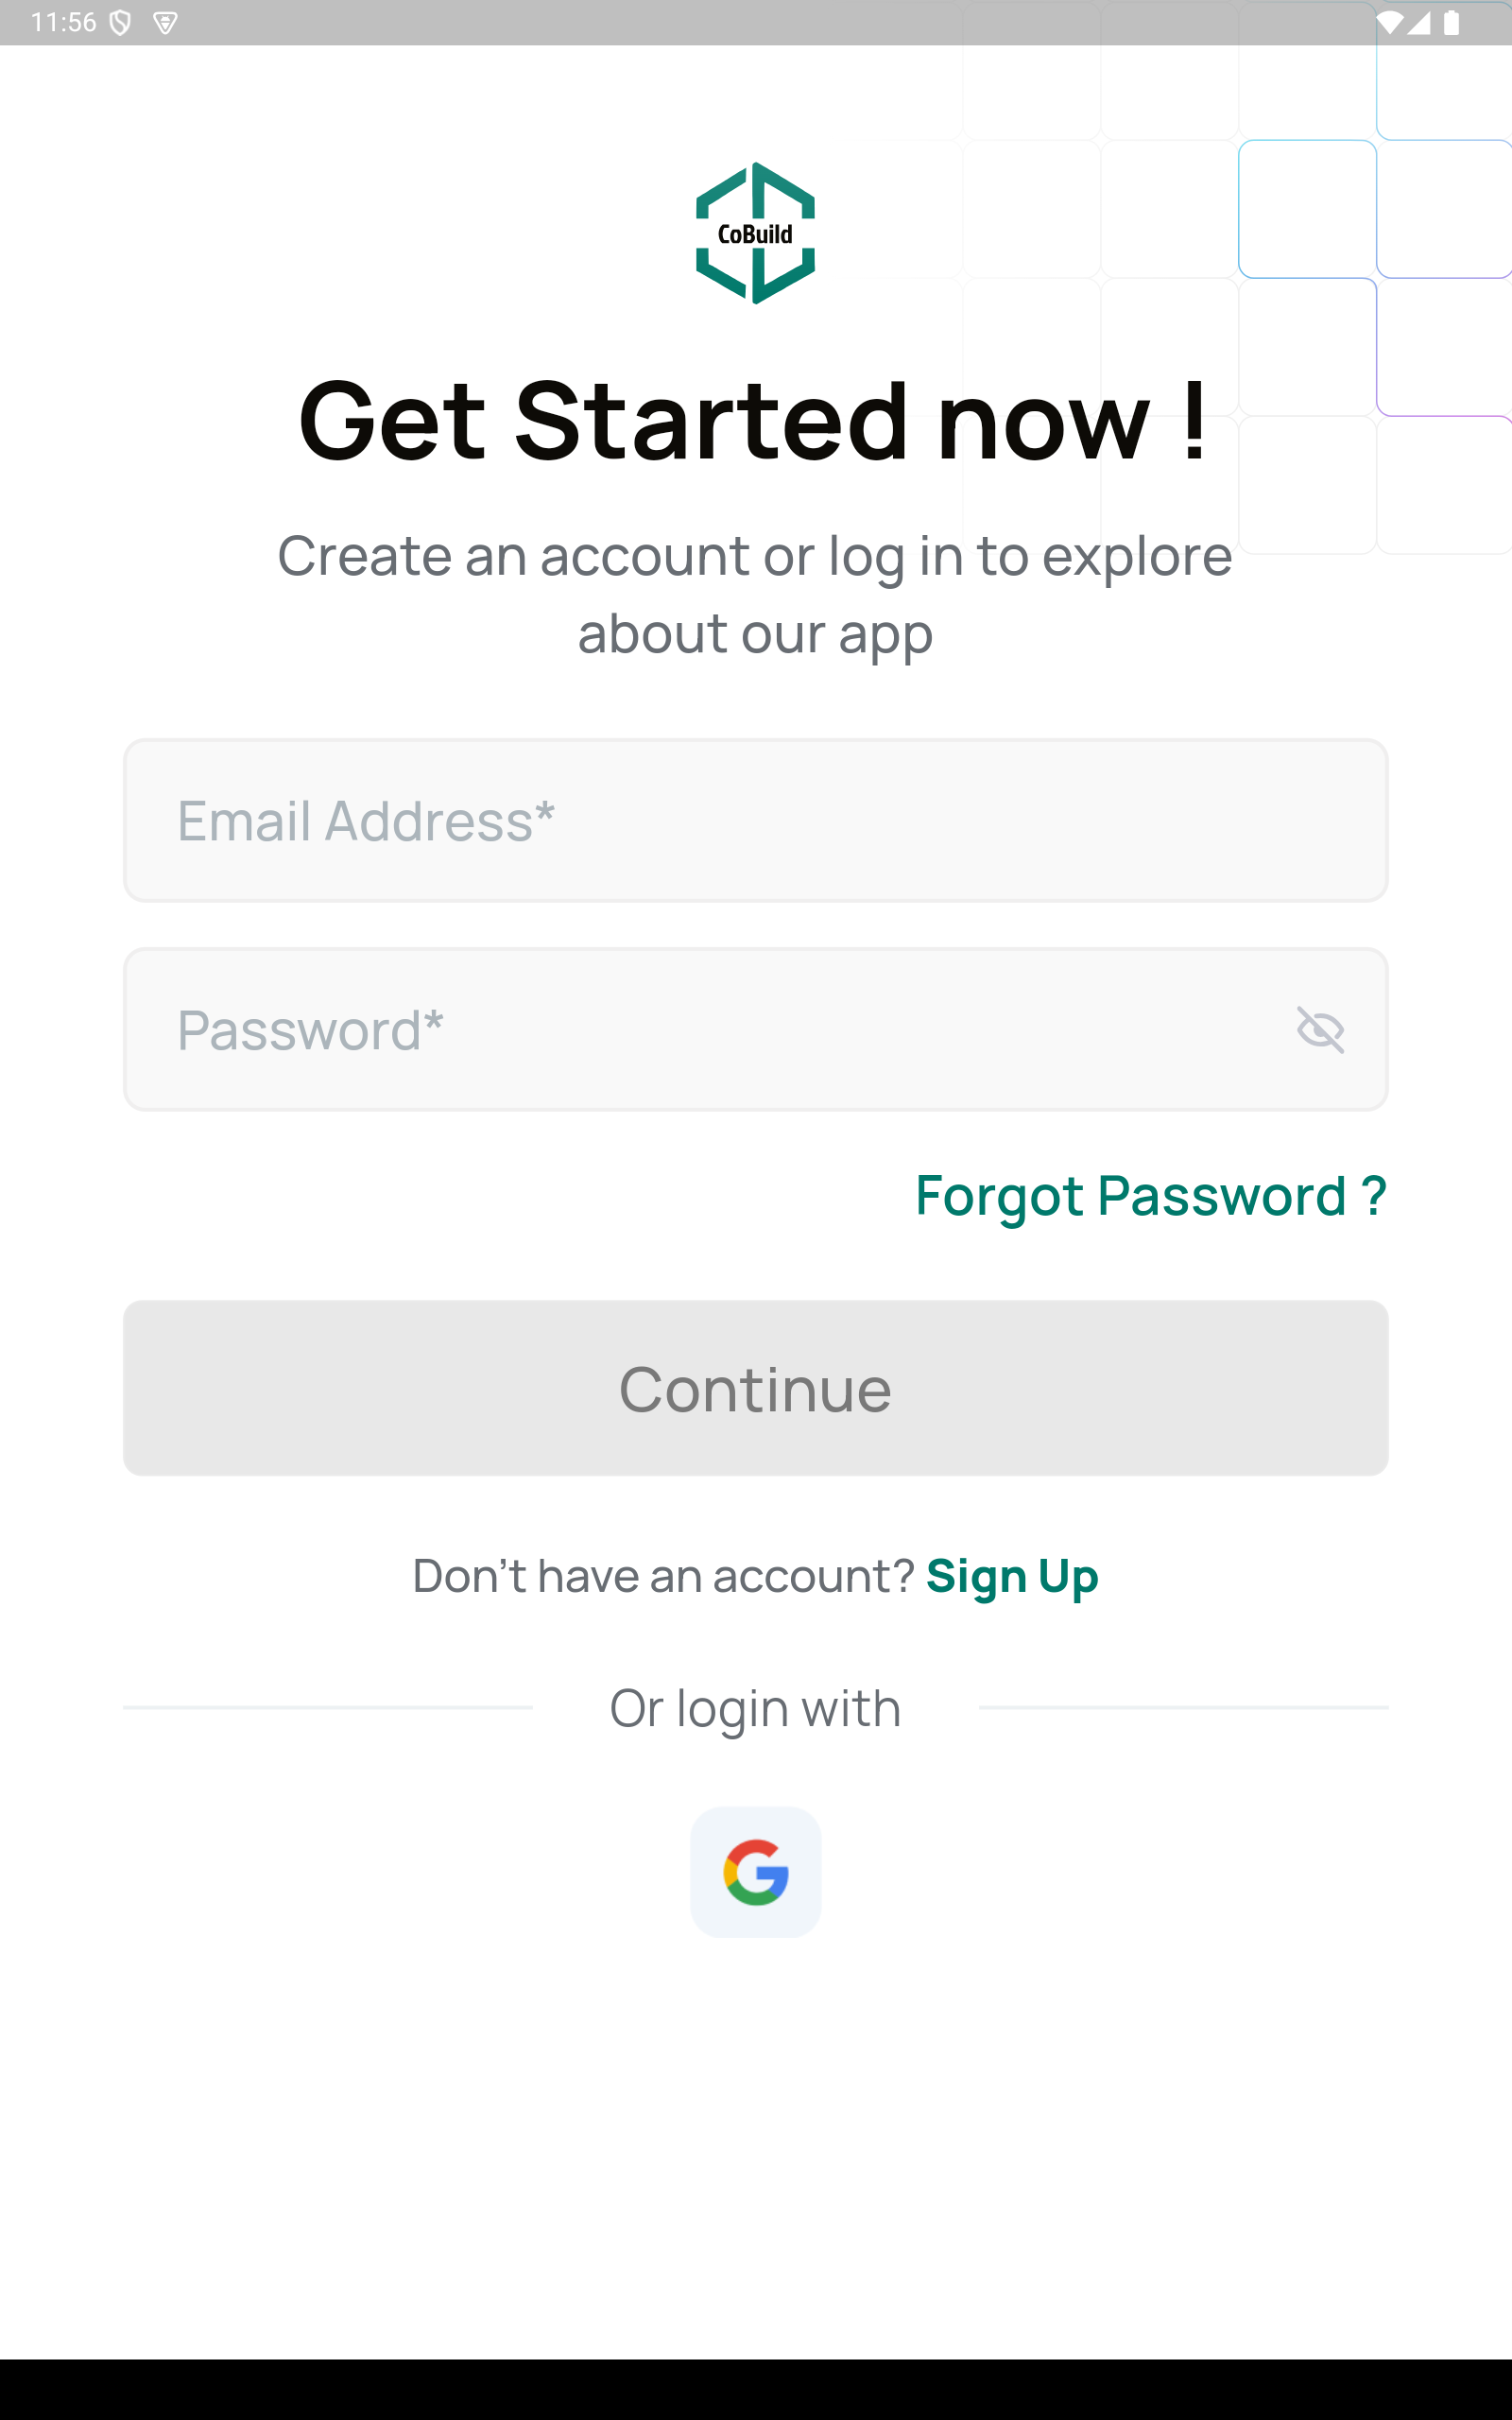 11:56
CoBuild
Get Started now !
Create an account or log in to explore
about our app
Email Address*
Password*
Forgot Password ?
Continue
Don't have an account? Sign Up
Or login with